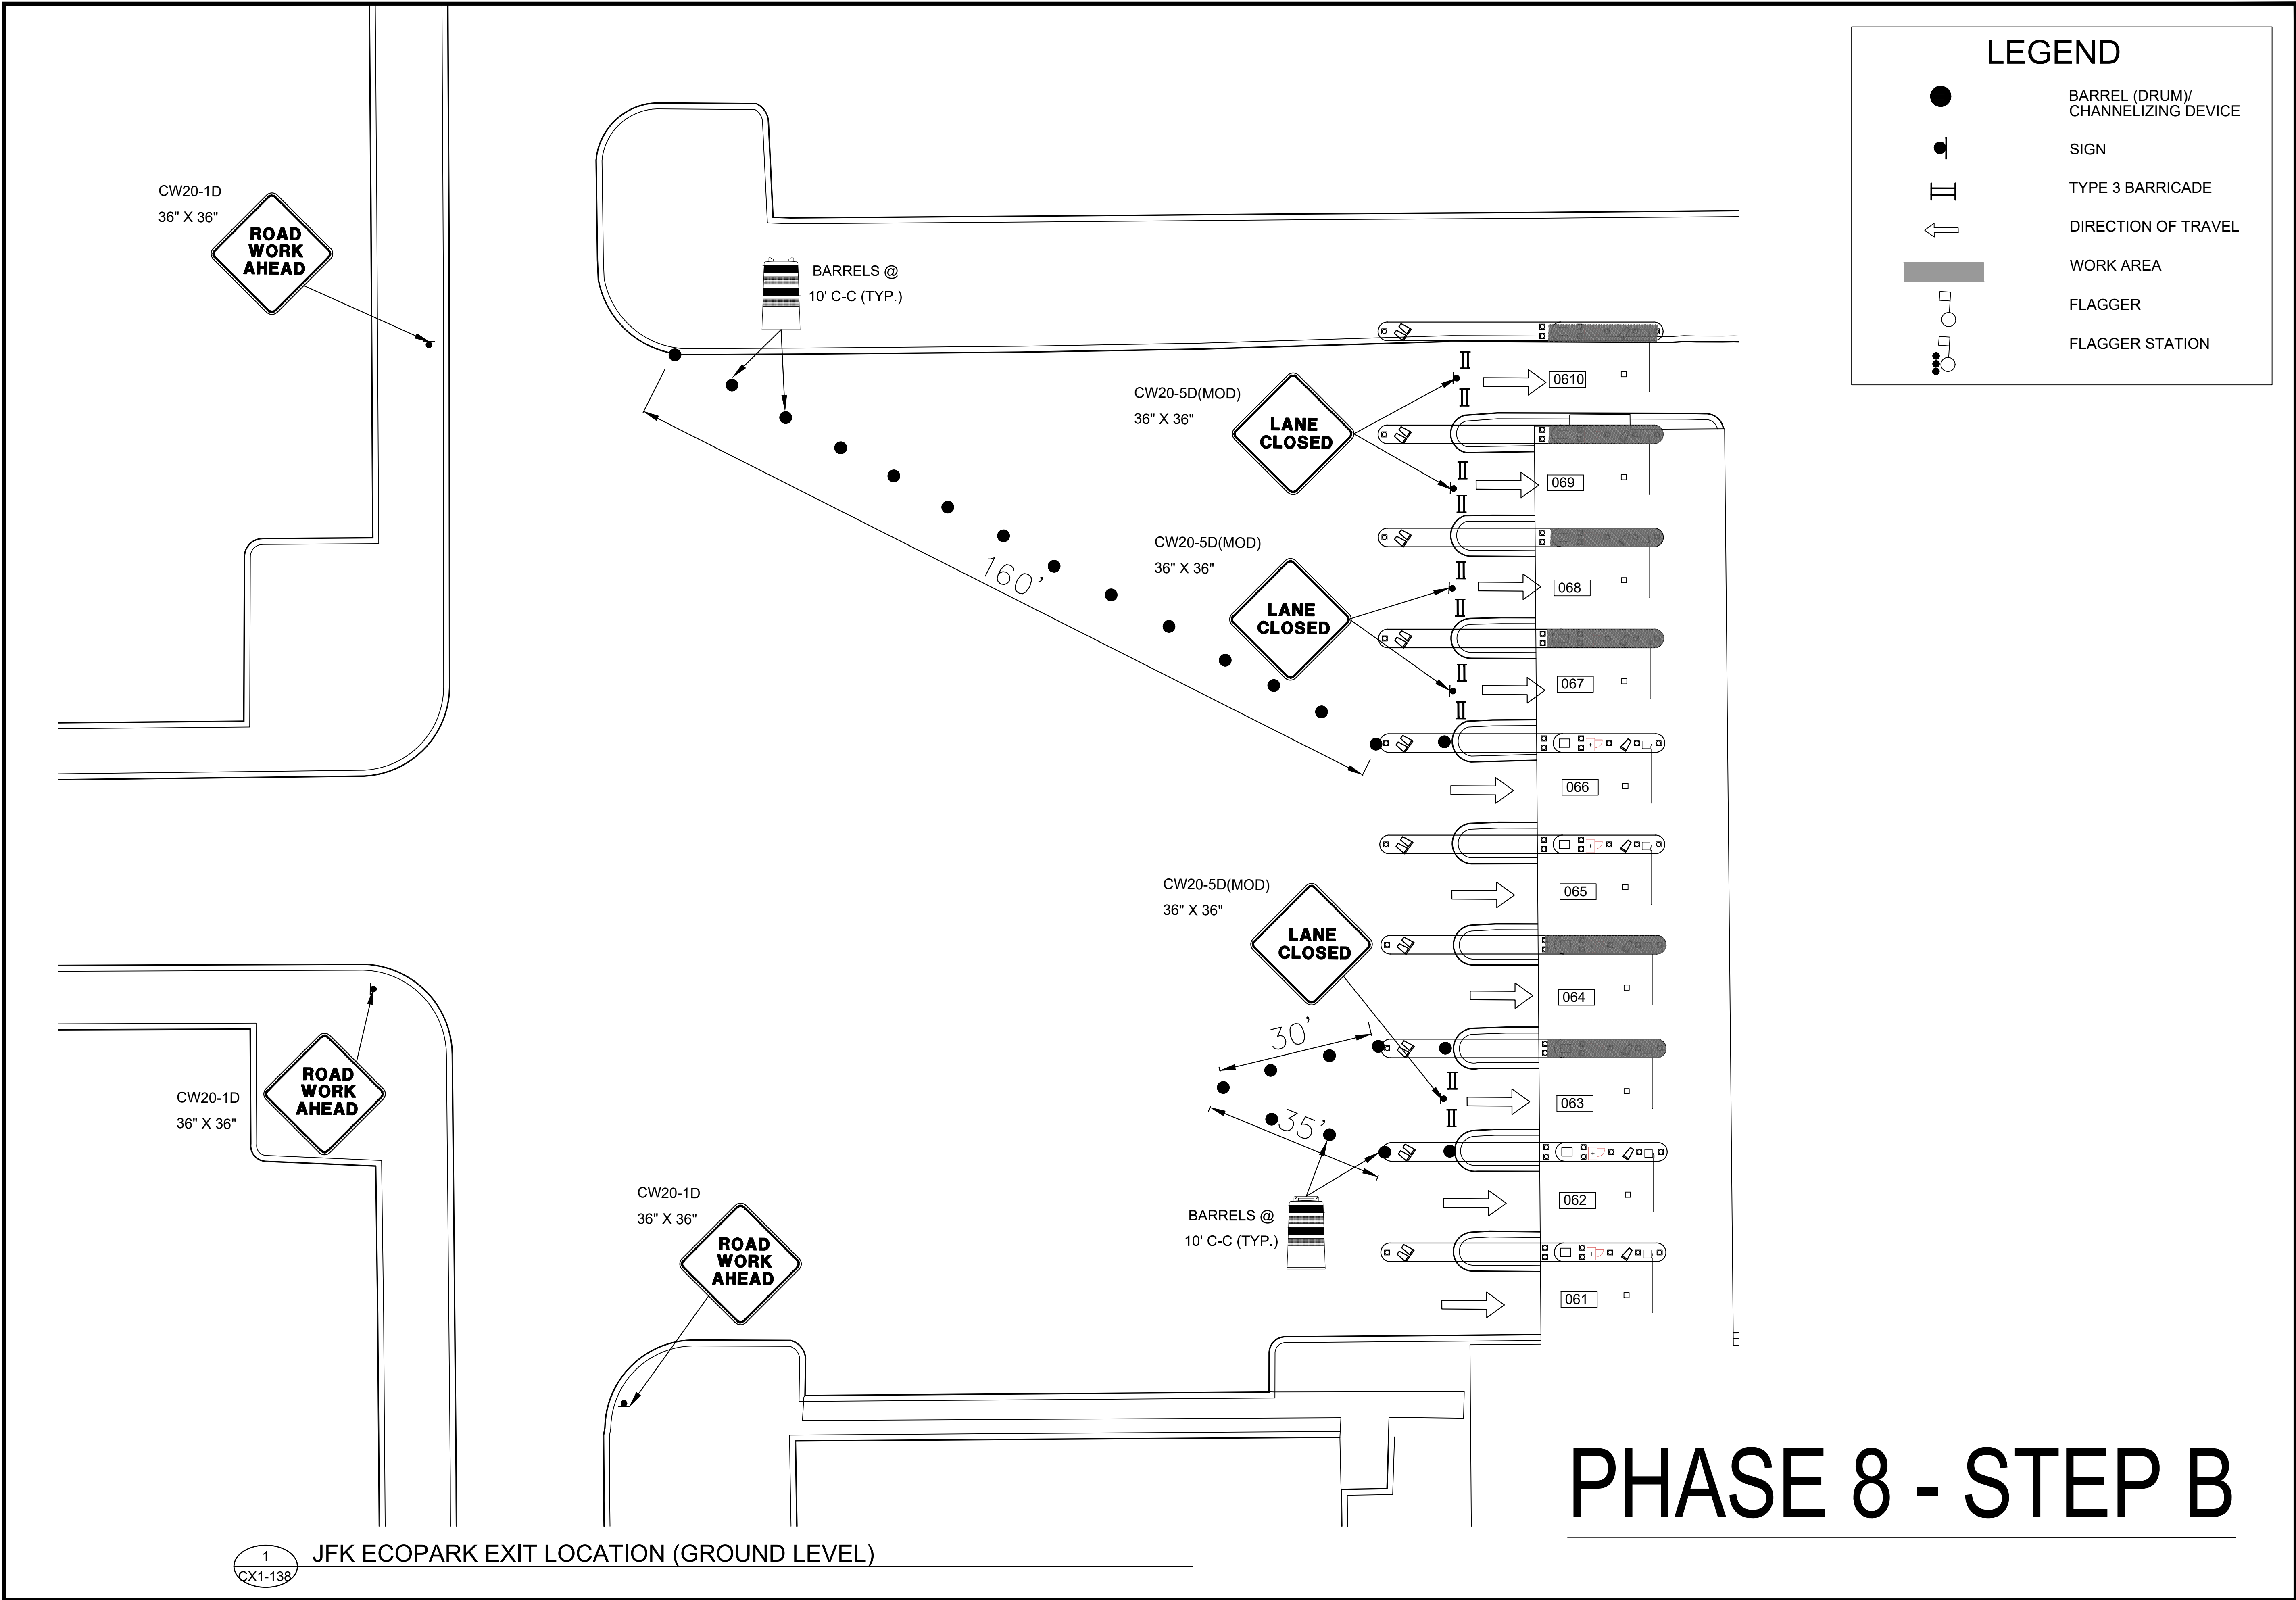 LEGEND
BARREL (DRUM)/
CHANNELIZING DEVICE
SIGN
TYPE 3 BARRICADE
DIRECTION OF TRAVEL
WORK AREA
FLAGGER
FLAGGER STATION
CW20-1D
36" X 36"
ROAD
WORK
AHEAD
BARRELS @
10' C-C (TYP.)
CW20-5D(MOD)
36" X 36"
LANE
CLOSED
0610
069
160'
CW20-5D(MOD)
36" X 36"
LANE
CLOSED
068
067
066
065
CW20-5D(MOD)
36" X 36"
LANE
CLOSED
064
30'
063
35'
CW20-1D
36" X 36"
ROAD
WORK
AHEAD
062
BARRELS @
10' C-C (TYP.)
CW20-1D
36" X 36"
ROAD
WORK
AHEAD
061
PHASE 8 - STEP B
1
CX1-138
JFK ECOPARK EXIT LOCATION (GROUND LEVEL)